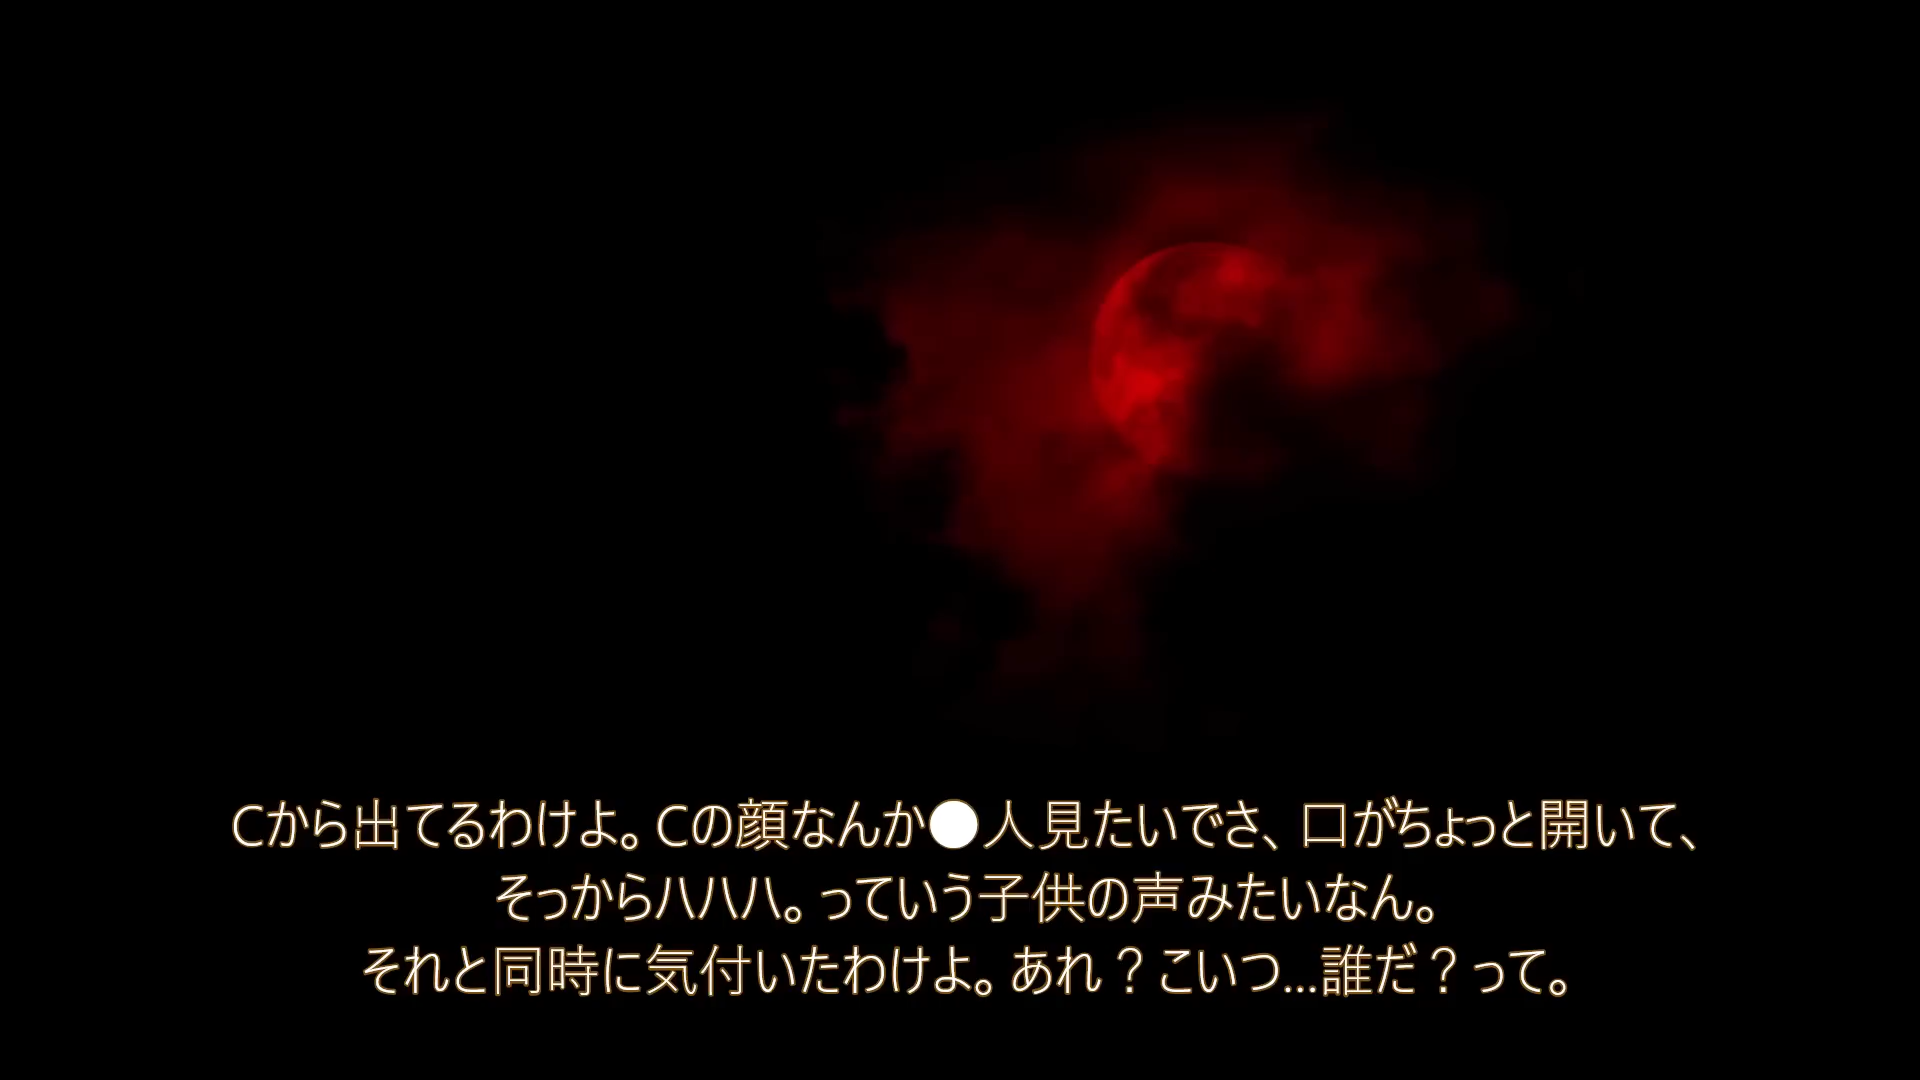 Cから出てるわけよ。Cの顔なんか●人見たいでさ、口がちょっと開いて、
そっからハハハ。っていう子供の声みたいなん。
それと同時に気付いたわけよ。あれ？こいつ...誰だ？って。